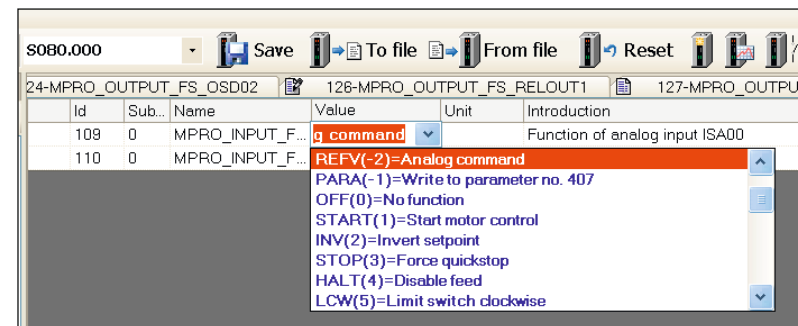 S080.000 Save To file From file Reset
24-MPRO_OUTPUT_FS_OSD02 126-MPRO_OUTPUT_FS_RELOUT1 127-MPRO_OUTPU
Id Sub... Name Value Unit Introduction
109 0 MPRO_INPUT_F... g command Function of analog input ISA00
110 0 MPRO_INPUT_F... REFV(-2)=Analog command
PARA(-1)=Write to parameter no. 407
OFF(0)=No function
START(1)=Start motor control
INV(2)=Invert setpoint
STOP(3)=Force quickstop
HALT(4)=Disable feed
LCW(5)=Limit switch clockwise